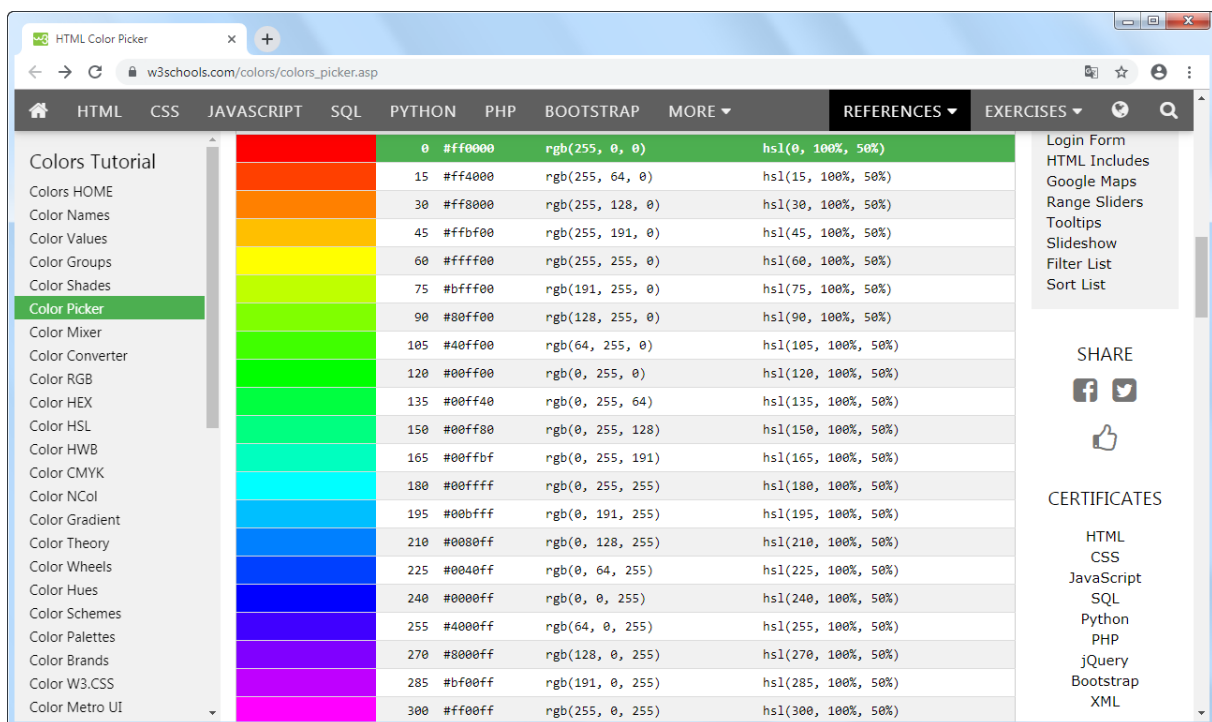 HTML Color Picker
w3schools.com/colors/colors_picker.asp
HTML CSS JAVASCRIPT SQL PYTHON PHP BOOTSTRAP MORE REFERENCES EXERCISES
Colors Tutorial
Colors HOME
Color Names
Color Values
Color Groups
Color Shades
Color Picker
Color Mixer
Color Converter
Color RGB
Color HEX
Color HSL
Color HWB
Color CMYK
Color NCol
Color Gradient
Color Theory
Color Wheels
Color Hues
Color Schemes
Color Palettes
Color Brands
Color W3.CSS
Color Metro UI
0 #ff0000 rgb(255, 0, 0) hsl(0, 100%, 50%)
15 #ff4000 rgb(255, 64, 0) hsl(15, 100%, 50%)
30 #ff8000 rgb(255, 128, 0) hsl(30, 100%, 50%)
45 #ffbf00 rgb(255, 191, 0) hsl(45, 100%, 50%)
60 #ffff00 rgb(255, 255, 0) hsl(60, 100%, 50%)
75 #bfff00 rgb(191, 255, 0) hsl(75, 100%, 50%)
90 #80ff00 rgb(128, 255, 0) hsl(90, 100%, 50%)
105 #40ff00 rgb(64, 255, 0) hsl(105, 100%, 50%)
120 #00ff00 rgb(0, 255, 0) hsl(120, 100%, 50%)
135 #00ff40 rgb(0, 255, 64) hsl(135, 100%, 50%)
150 #00ff80 rgb(0, 255, 128) hsl(150, 100%, 50%)
165 #00ffbf rgb(0, 255, 191) hsl(165, 100%, 50%)
180 #00ffff rgb(0, 255, 255) hsl(180, 100%, 50%)
195 #00bfff rgb(0, 191, 255) hsl(195, 100%, 50%)
210 #0080ff rgb(0, 128, 255) hsl(210, 100%, 50%)
225 #0040ff rgb(0, 64, 255) hsl(225, 100%, 50%)
240 #0000ff rgb(0, 0, 255) hsl(240, 100%, 50%)
255 #4000ff rgb(64, 0, 255) hsl(255, 100%, 50%)
270 #8000ff rgb(128, 0, 255) hsl(270, 100%, 50%)
285 #bf00ff rgb(191, 0, 255) hsl(285, 100%, 50%)
300 #ff00ff rgb(255, 0, 255) hsl(300, 100%, 50%)
Login Form
HTML Includes
Google Maps
Range Sliders
Tooltips
Slideshow
Filter List
Sort List
SHARE
CERTIFICATES
HTML
CSS
JavaScript
SQL
Python
PHP
jQuery
Bootstrap
XML